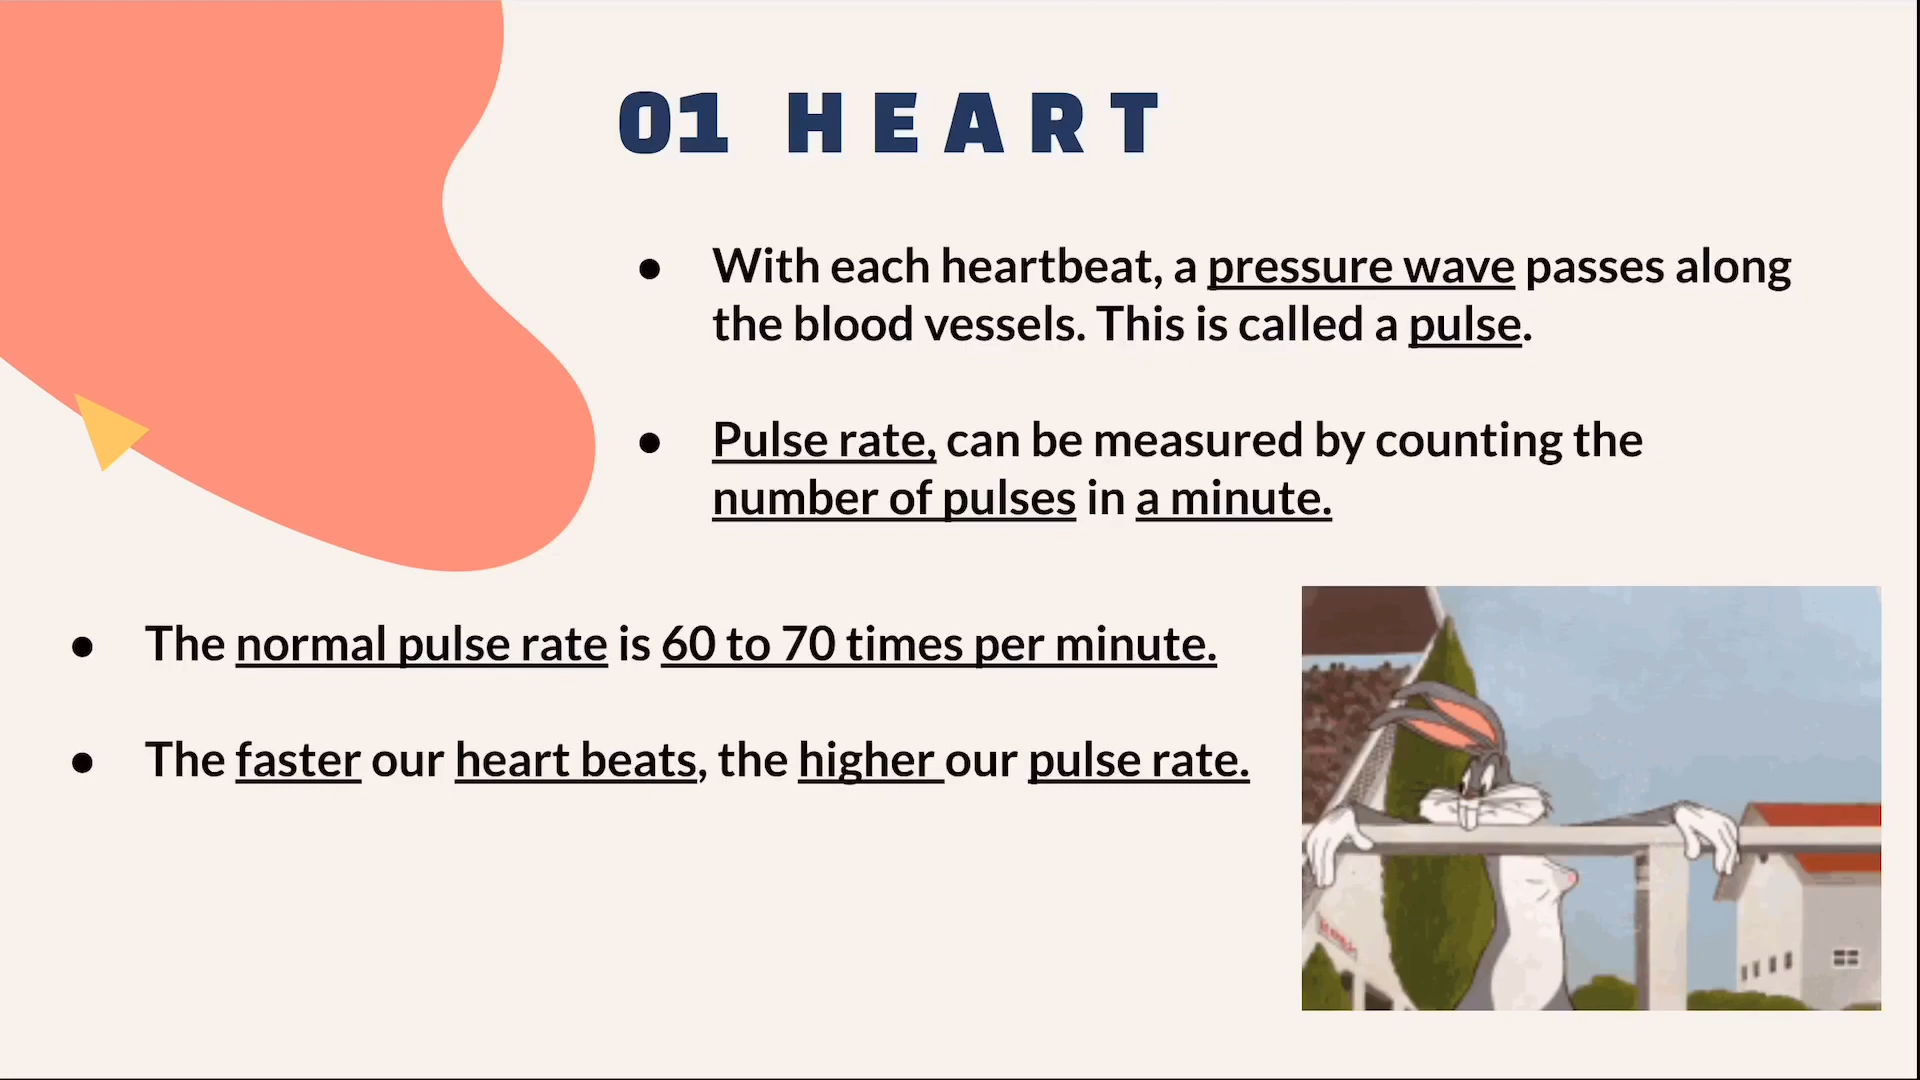 01 HEART
● With each heartbeat, a pressure wave passes along
the blood vessels. This is called a pulse.
● Pulse rate, can be measured by counting the
number of pulses in a minute.
● The normal pulse rate is 60 to 70 times per minute.
● The faster our heart beats, the higher our pulse rate.